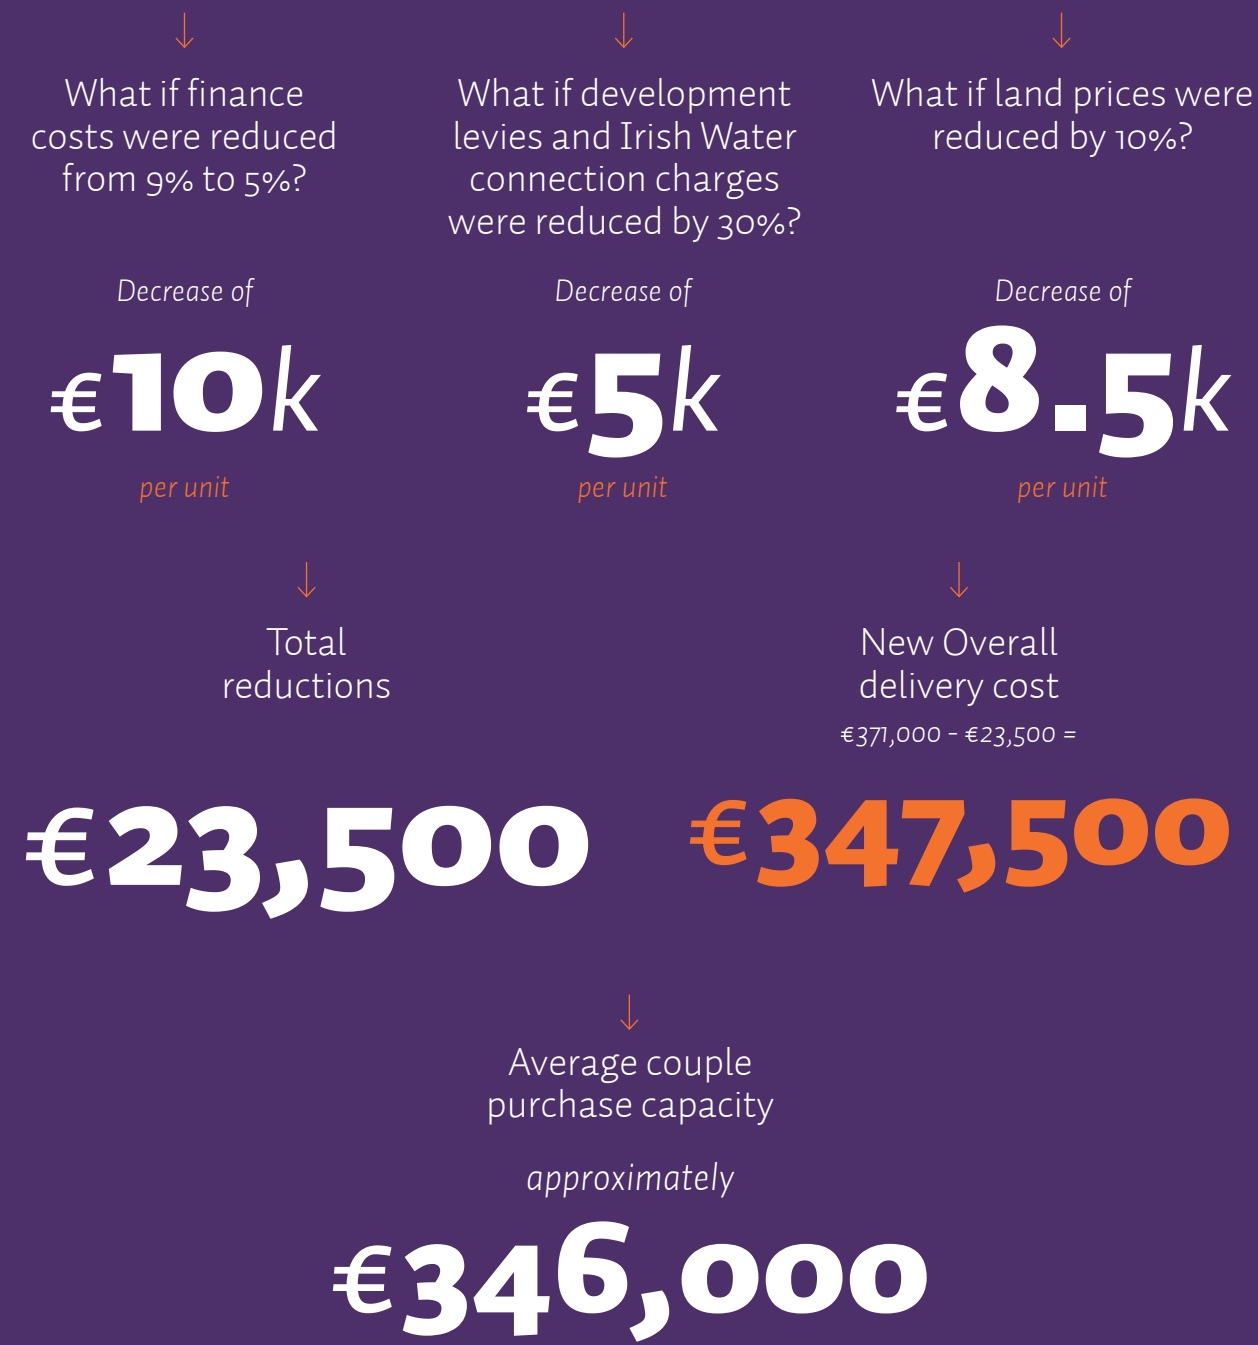 What if finance
costs were reduced
from 9% to 5%?
Decrease of
€10k
per unit
What if development
levies and Irish Water
connection charges
were reduced by 30%?
Decrease of
€5k
per unit
What if land prices were
reduced by 10%?
Decrease of
€8.5k
per unit
Total
reductions
€23,500
New Overall
delivery cost
€371,000 - €23,500 =
€347,500
Average couple
purchase capacity
approximately
€346,000